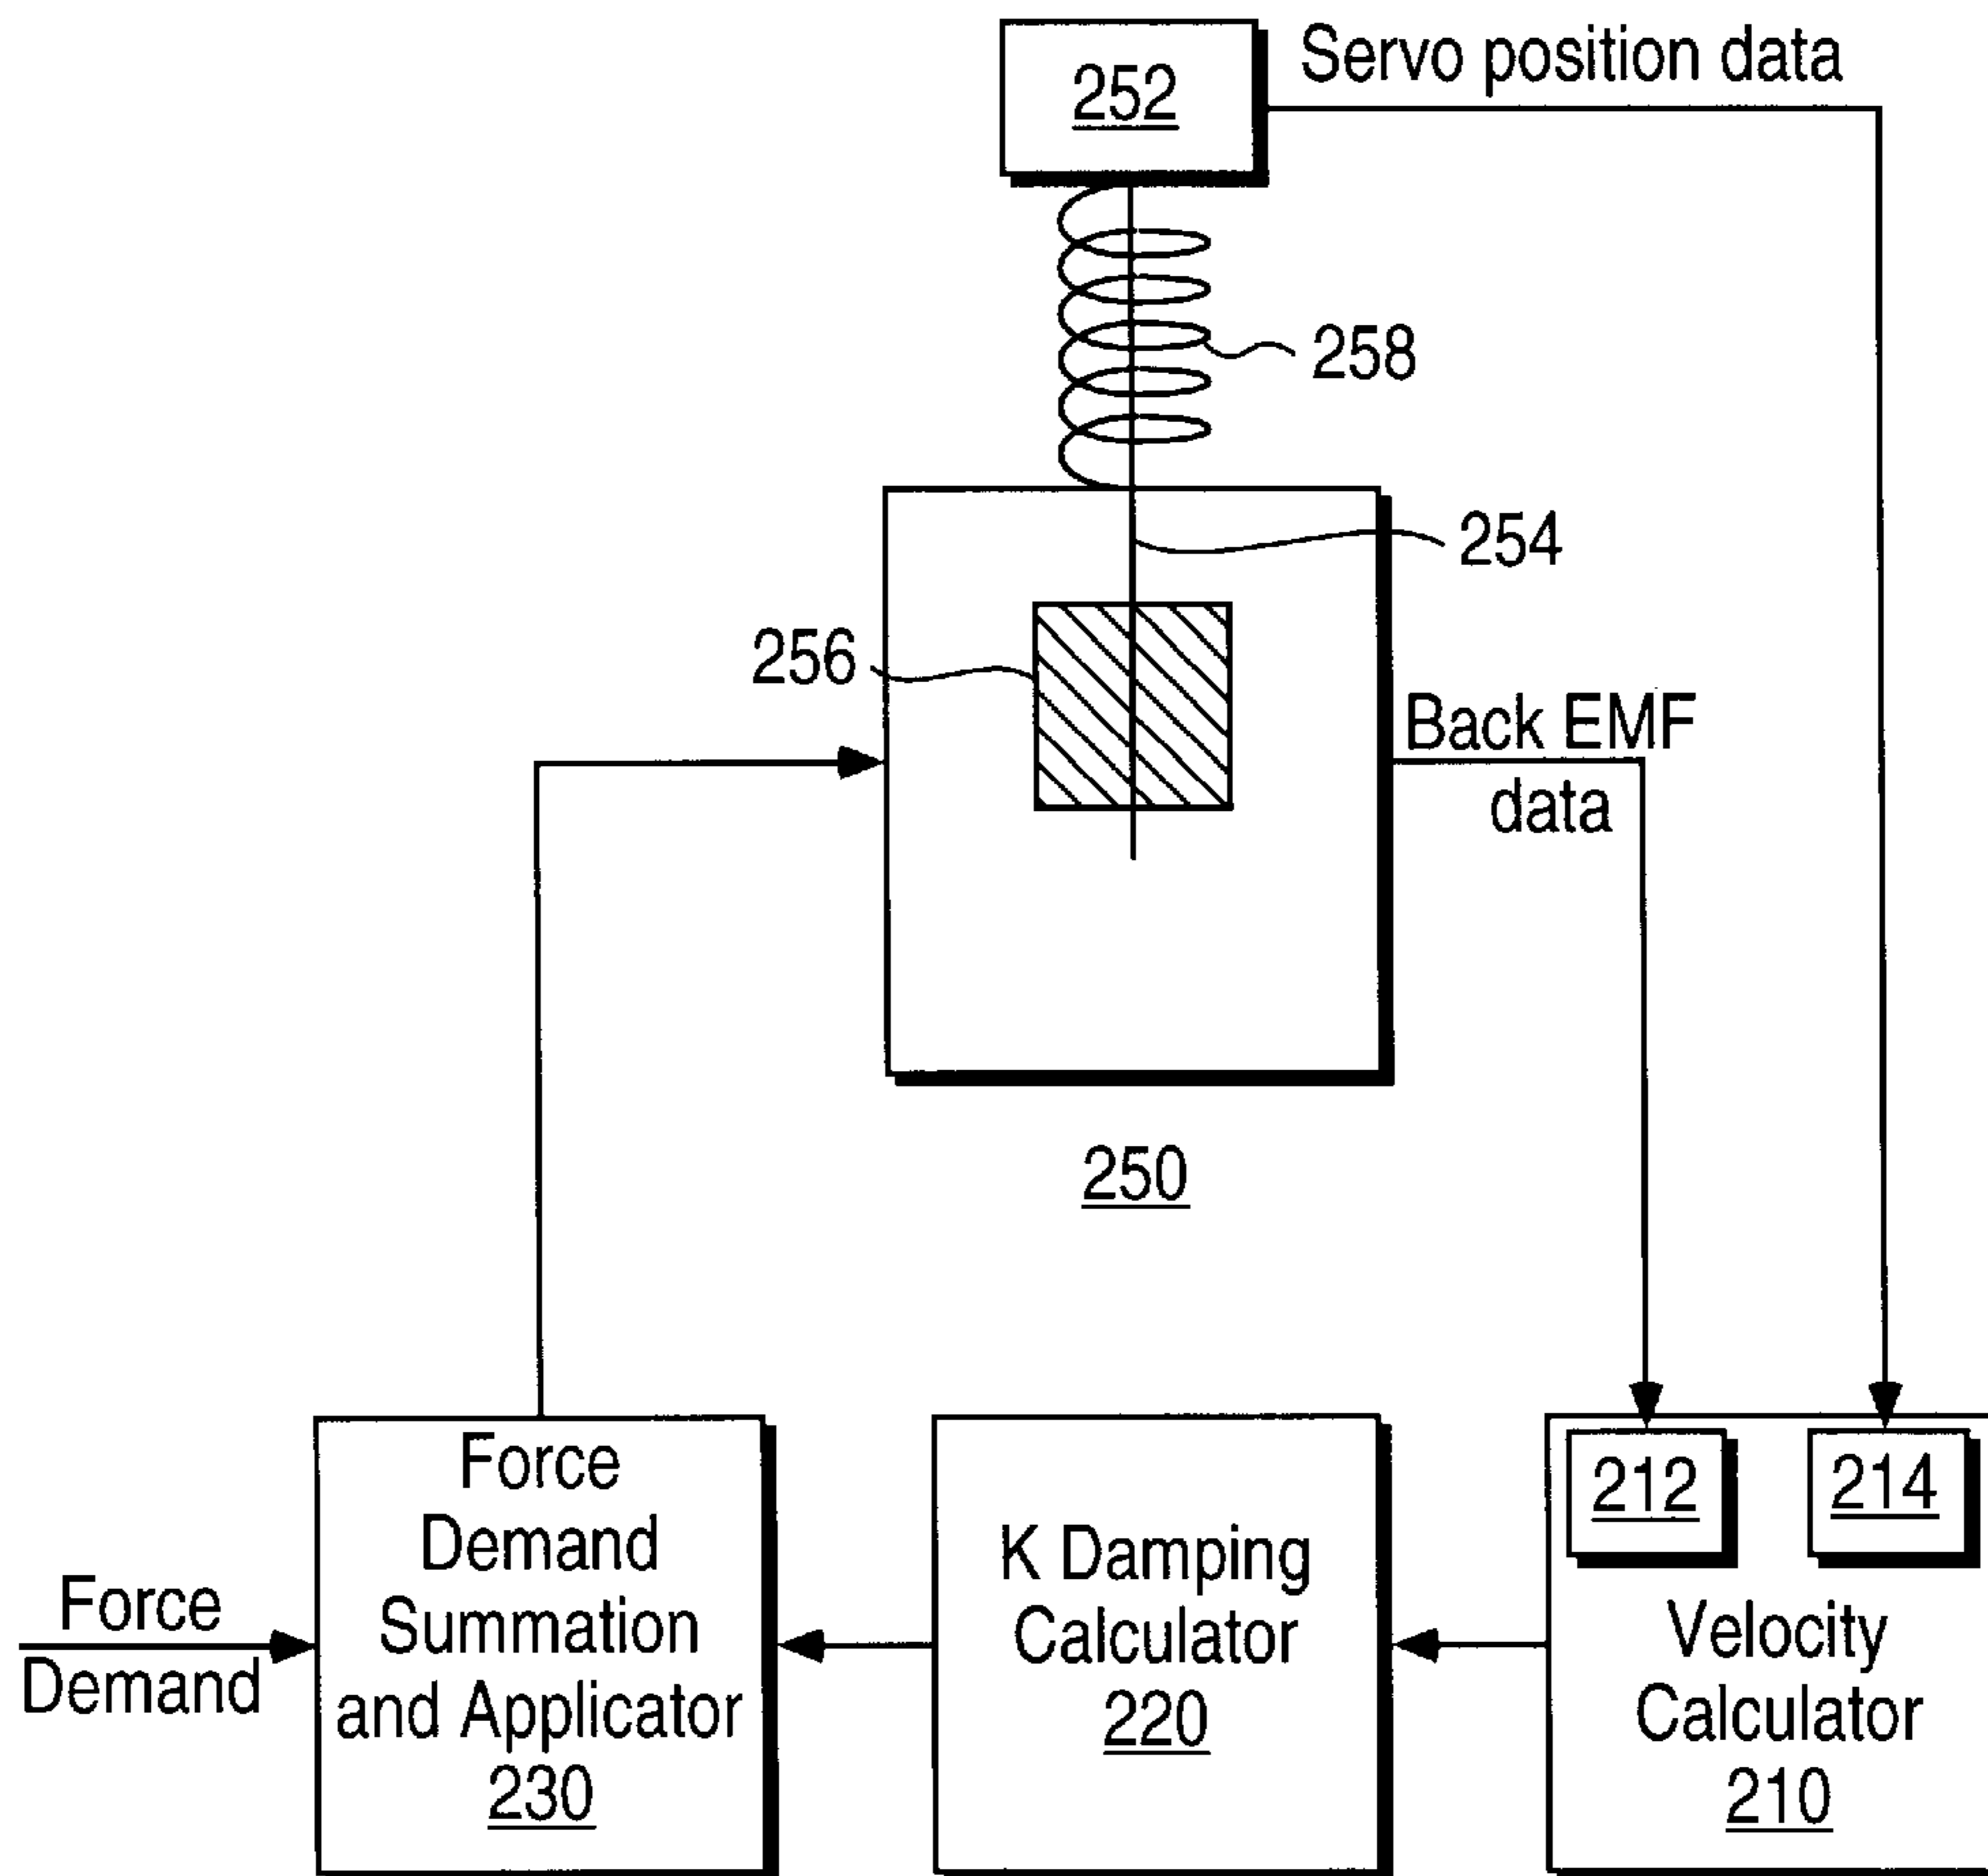 252
Servo position data
258
254
256
Back EMF
data
250
Force
Demand
Force
Demand
Summation
and Applicator
230
K Damping
Calculator
220
212
214
Velocity
Calculator
210